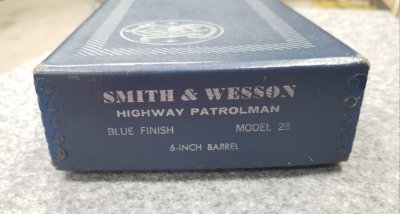 SMITH & WESSON
HIGHWAY PATROLMAN
BLUE FINISH MODEL 28
6-INCH BARREL